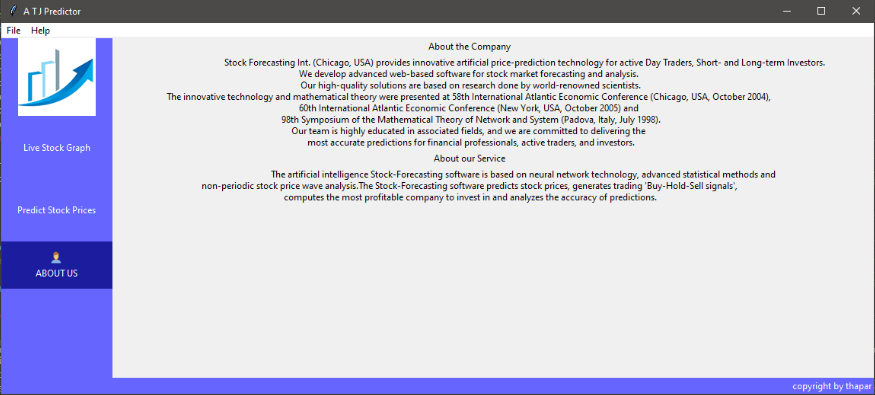 A T J Predictor
File Help
Live Stock Graph
Predict Stock Prices
ABOUT US
About the Company
Stock Forecasting Int. (Chicago, USA) provides innovative artificial price-prediction technology for active Day Traders, Short- and Long-term Investors.
We develop advanced web-based software for stock market forecasting and analysis.
Our high-quality solutions are based on research done by world-renowned scientists.
The innovative technology and mathematical theory were presented at 58th International Atlantic Economic Conference (Chicago, USA, October 2004),
60th International Atlantic Economic Conference (New York, USA, October 2005) and
98th Symposium of the Mathematical Theory of Network and System (Padova, Italy, July 1998).
Our team is highly educated in associated fields, and we are committed to delivering the
most accurate predictions for financial professionals, active traders, and investors.
About our Service
The artificial intelligence Stock-Forecasting software is based on neural network technology, advanced statistical methods and
non-periodic stock price wave analysis.The Stock-Forecasting software predicts stock prices, generates trading 'Buy-Hold-Sell signals',
computes the most profitable company to invest in and analyzes the accuracy of predictions.
copyright by thapar